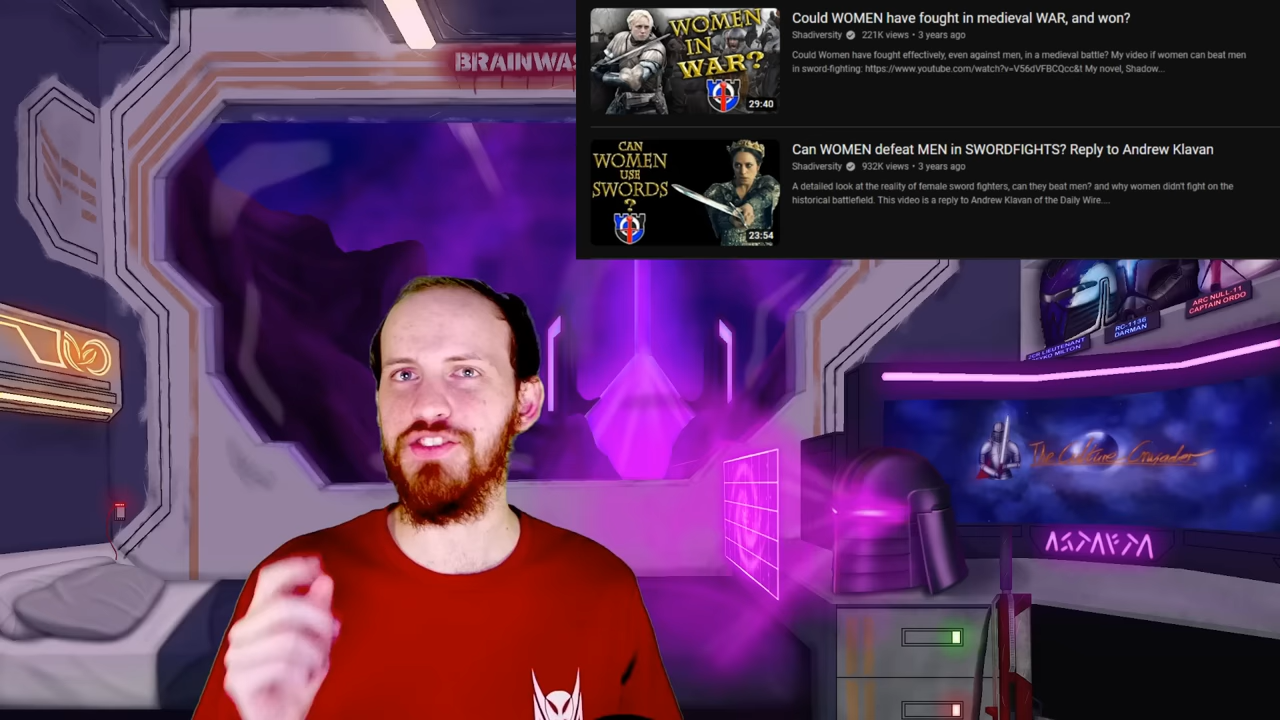 BRAINWAS
WOMEN
IN
WAR?
29:40
Could WOMEN have fought in medieval WAR, and won?
Shadiversity 221K views • 3 years ago
Could Women have fought effectively, even against men, in a medieval battle? My video if women can beat men
in sword-fighting: https://www.youtube.com/watch?v=V56dVFBCQcc&t My novel, Shadow...
CAN
WOMEN
USE
SWORDS
?
23:54
Can WOMEN defeat MEN in SWORDFIGHTS? Reply to Andrew Klavan
Shadiversity 932K views • 3 years ago
A detailed look at the reality of female sword fighters, can they beat men? and why women didn't fight on the
historical battlefield. This video is a reply to Andrew Klavan of the Daily Wire....
ARC NULL-11
CAPTAIN ORDO
RC-1136
DARMAN
LIEUTENANT
The Culture Crusader